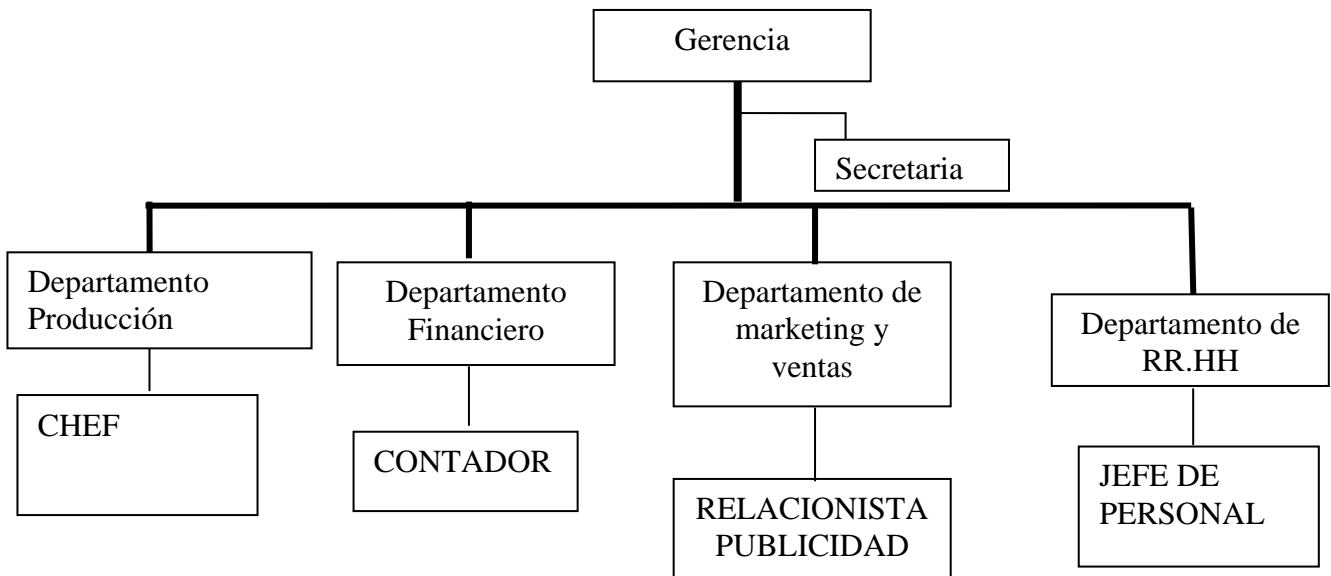 Gerencia
Secretaria
Departamento
Producción
Departamento
Financiero
Departamento de
marketing y
ventas
Departamento de
RR.HH
CHEF
CONTADOR
RELACIONISTA
PUBLICIDAD
JEFE DE
PERSONAL